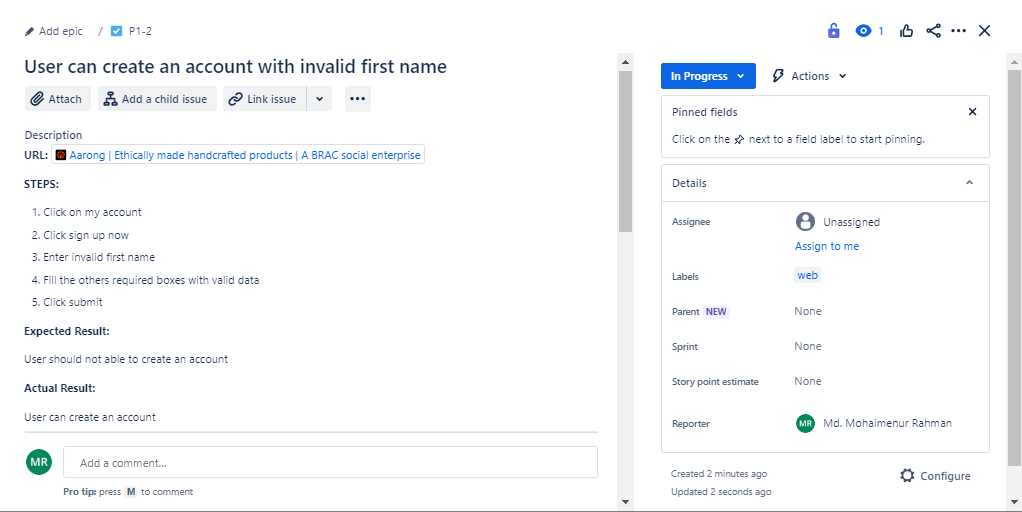 Add epic / P1-2
1
User can create an account with invalid first name
Attach Add a child issue Link issue
Description
URL: Aarong | Ethically made handcrafted products | A BRAC social enterprise
STEPS:
1. Click on my account
2. Click sign up now
3. Enter invalid first name
4. Fill the others required boxes with valid data
5. Click submit
Expected Result:
User should not able to create an account
Actual Result:
User can create an account
MR Add a comment...
Pro tip: press M to comment
In Progress Actions
Pinned fields
Click on the next to a field label to start pinning.
Details
Assignee Unassigned
Assign to me
Labels web
Parent NEW None
Sprint None
Story point estimate None
Reporter MR Md. Mohaimenur Rahman
Created 2 minutes ago Configure
Updated 2 seconds ago